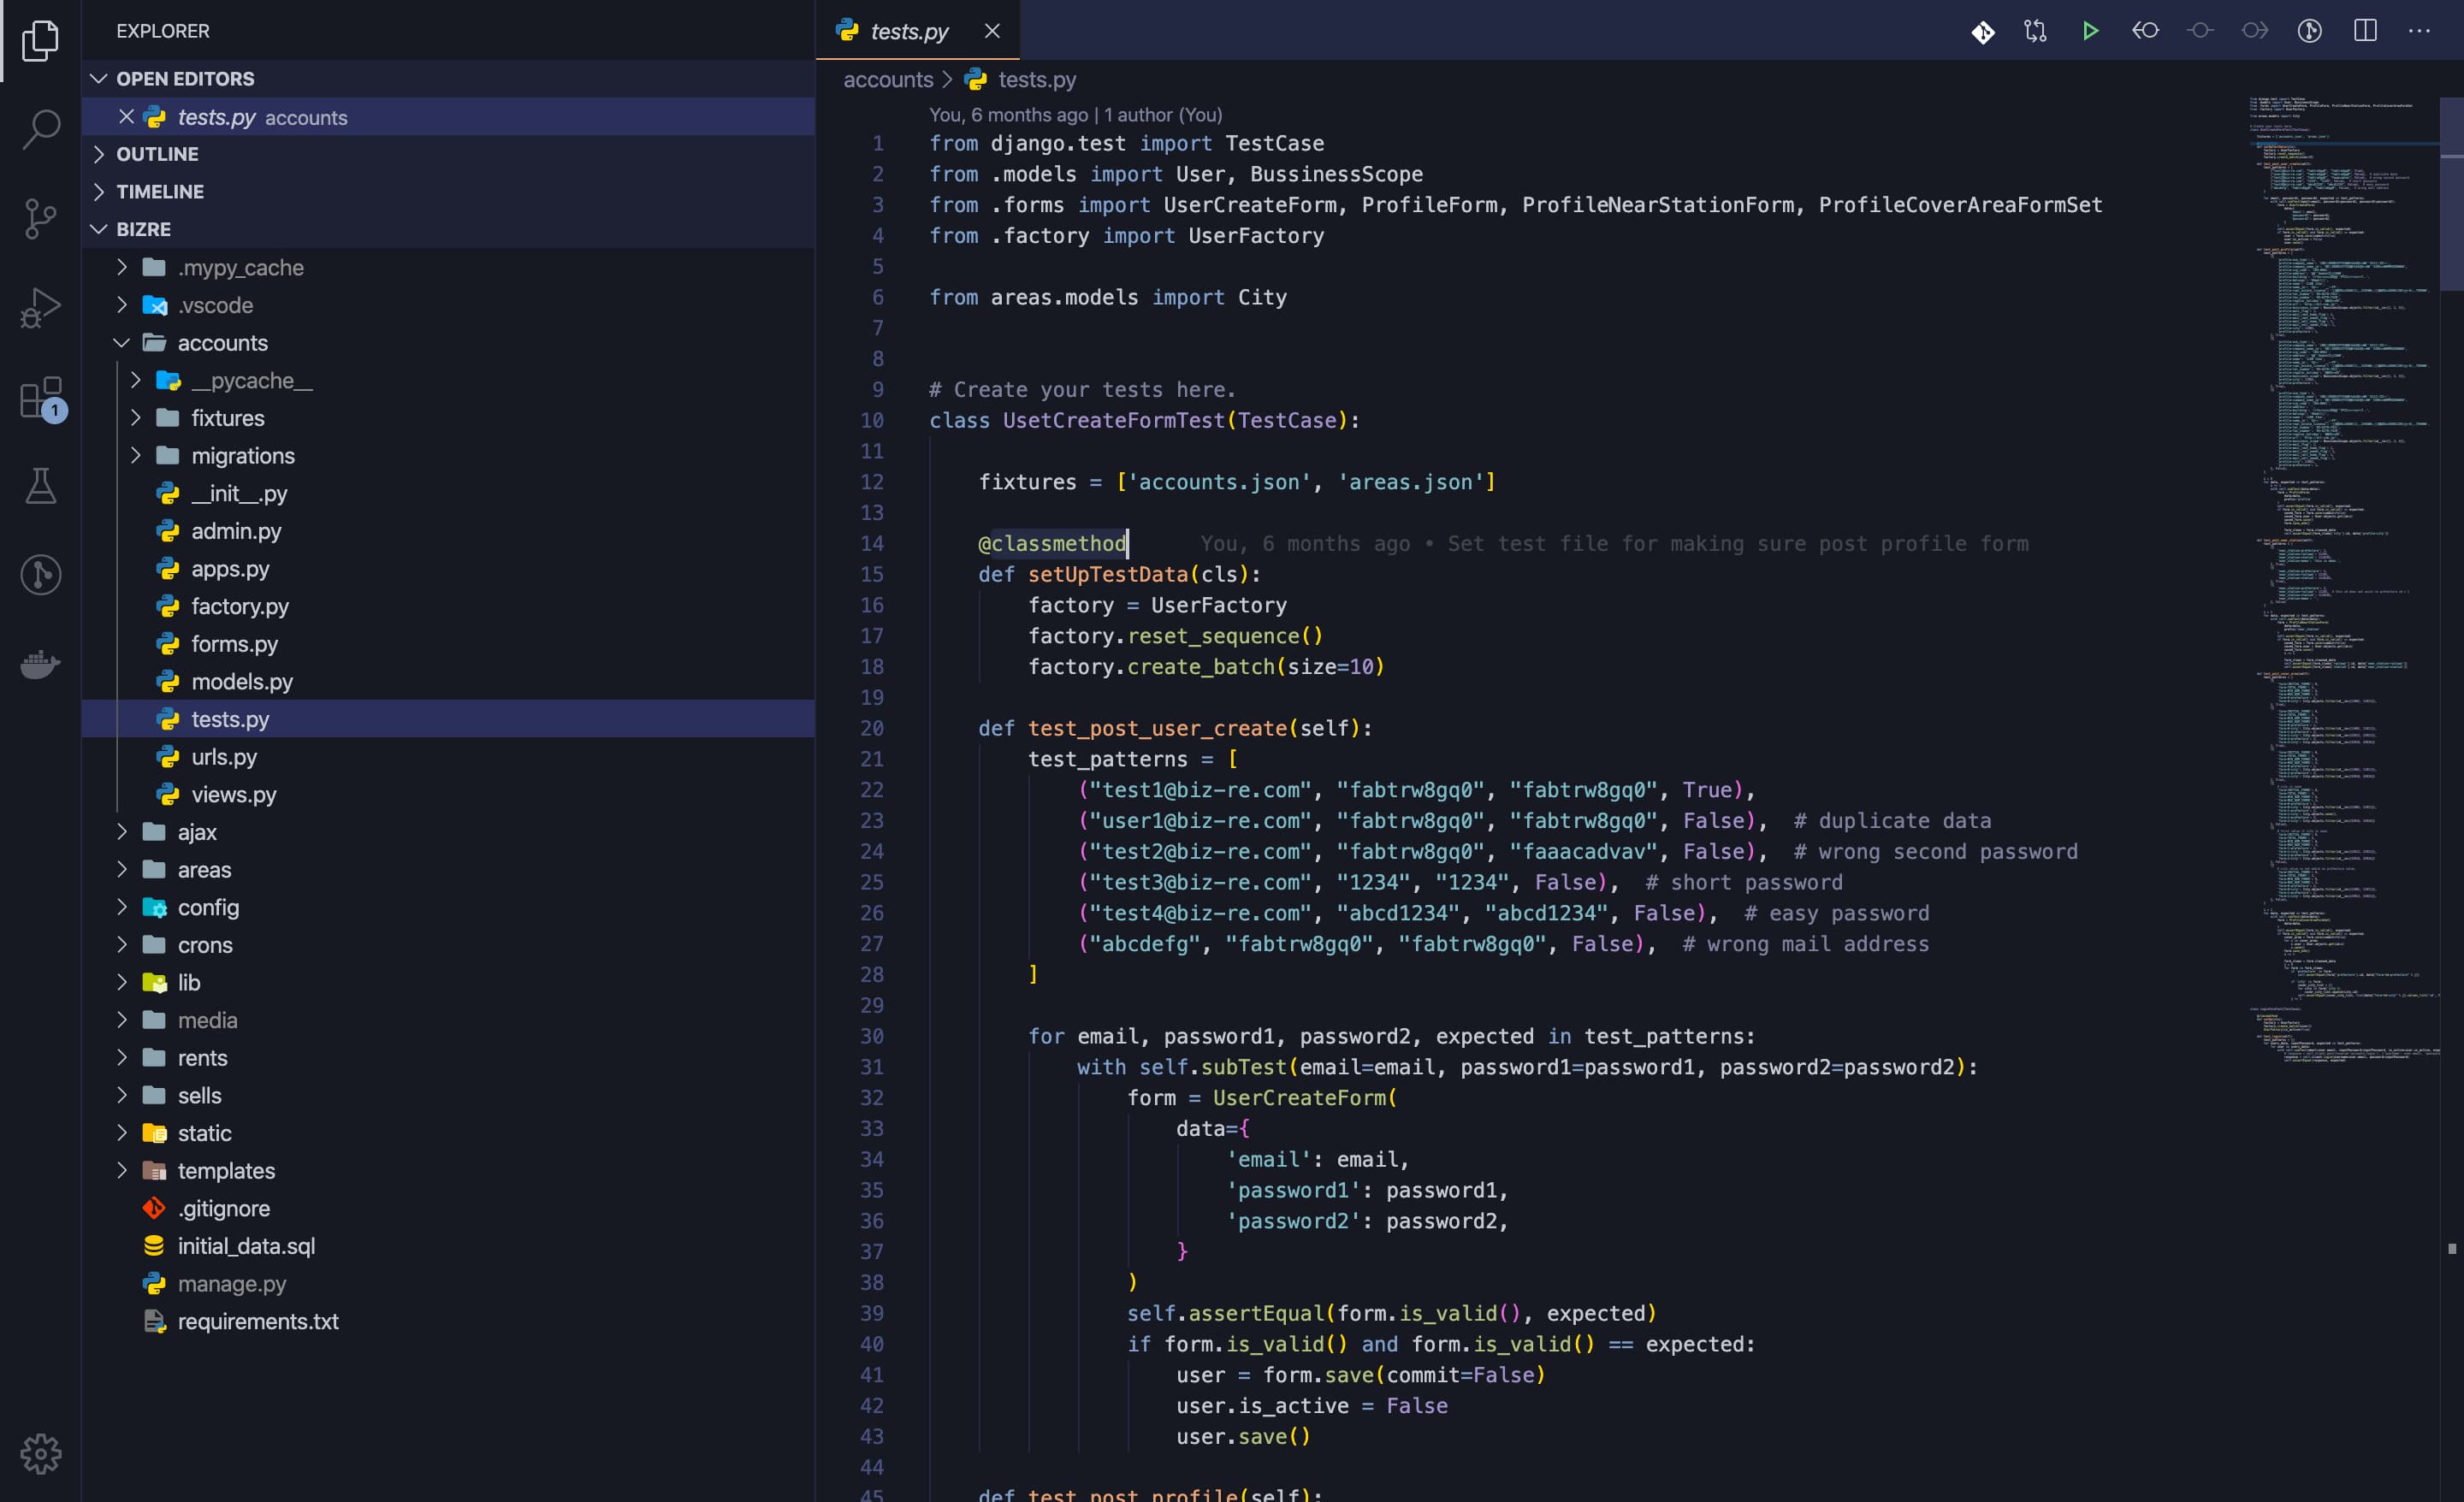 EXPLORER
OPEN EDITORS
tests.py accounts
OUTLINE
TIMELINE
BIZRE
.mypy_cache
.vscode
accounts
__pycache__
fixtures
migrations
__init__.py
admin.py
apps.py
factory.py
forms.py
models.py
tests.py
urls.py
views.py
ajax
areas
config
crons
lib
media
rents
sells
static
templates
.gitignore
initial_data.sql
manage.py
requirements.txt
1
tests.py
accounts > tests.py
You, 6 months ago | 1 author (You)
1 from django.test import TestCase
2 from .models import User, BussinessScope
3 from .forms import UserCreateForm, ProfileForm, ProfileNearStationForm, ProfileCoverAreaFormSet
4 from .factory import UserFactory
5
6 from areas.models import City
7
8
9 # Create your tests here.
10 class UsetCreateFormTest(TestCase):
11
12 fixtures = ['accounts.json', 'areas.json']
13
14 @classmethod You, 6 months ago • Set test file for making sure post profile form
15 def setUpTestData(cls):
16 factory = UserFactory
17 factory.reset_sequence()
18 factory.create_batch(size=10)
19
20 def test_post_user_create(self):
21 test_patterns = [
22 ("test1@biz-re.com", "fabtrw8gq0", "fabtrw8gq0", True),
23 ("user1@biz-re.com", "fabtrw8gq0", "fabtrw8gq0", False), # duplicate data
24 ("test2@biz-re.com", "fabtrw8gq0", "faaacadvav", False), # wrong second password
25 ("test3@biz-re.com", "1234", "1234", False), # short password
26 ("test4@biz-re.com", "abcd1234", "abcd1234", False), # easy password
27 ("abcdefg", "fabtrw8gq0", "fabtrw8gq0", False), # wrong mail address
28 ]
29
30 for email, password1, password2, expected in test_patterns:
31 with self.subTest(email=email, password1=password1, password2=password2):
32 form = UserCreateForm(
33 data={
34 'email': email,
35 'password1': password1,
36 'password2': password2,
37 }
38 )
39 self.assertEqual(form.is_valid(), expected)
40 if form.is_valid() and form.is_valid() == expected:
41 user = form.save(commit=False)
42 user.is_active = False
43 user.save()
44
45 def test_post_profile(self):